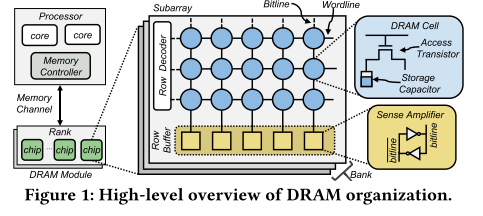 Processor
core
core
Memory
Controller
Memory
Channel
Rank
chip
...
chip
chip
DRAM Module
Subarray
Bitline
Wordline
Row Decoder
Row
Buffer
Bank
DRAM Cell
Access
Transistor
Storage
Capacitor
Sense Amplifier
bitline
bitline
Figure 1: High-level overview of DRAM organization.